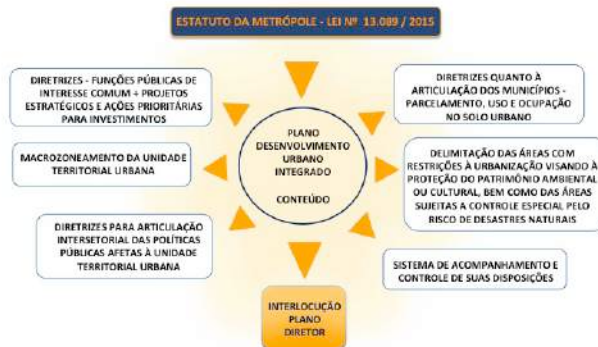 ESTATUTO DA METRÓPOLE - LEI Nº 13.089 / 2015
DIRETRIZES - FUNÇÕES PÚBLICAS DE
INTERESSE COMUM + PROJETOS
ESTRATÉGICOS E AÇÕES PRIORITÁRIAS
PARA INVESTIMENTOS
MACROZONEAMENTO DA UNIDADE
TERRITORIAL URBANA
DIRETRIZES PARA ARTICULAÇÃO
INTERSETORIAL DAS POLÍTICAS
PÚBLICAS AFETAS À UNIDADE
TERRITORIAL URBANA
PLANO
DESENVOLVIMENTO
URBANO
INTEGRADO
CONTEÚDO
DIRETRIZES QUANTO À
ARTICULAÇÃO DOS MUNICÍPIOS -
PARCELAMENTO, USO E OCUPAÇÃO
NO SOLO URBANO
DELIMITAÇÃO DAS ÁREAS COM
RESTRIÇÕES À URBANIZAÇÃO VISANDO À
PROTEÇÃO DO PATRIMÔNIO AMBIENTAL
OU CULTURAL, BEM COMO DAS ÁREAS
SUJEITAS A CONTROLE ESPECIAL PELO
RISCO DE DESASTRES NATURAIS
SISTEMA DE ACOMPANHAMENTO E
CONTROLE DE SUAS DISPOSIÇÕES
INTERLOCUÇÃO
PLANO
DIRETOR